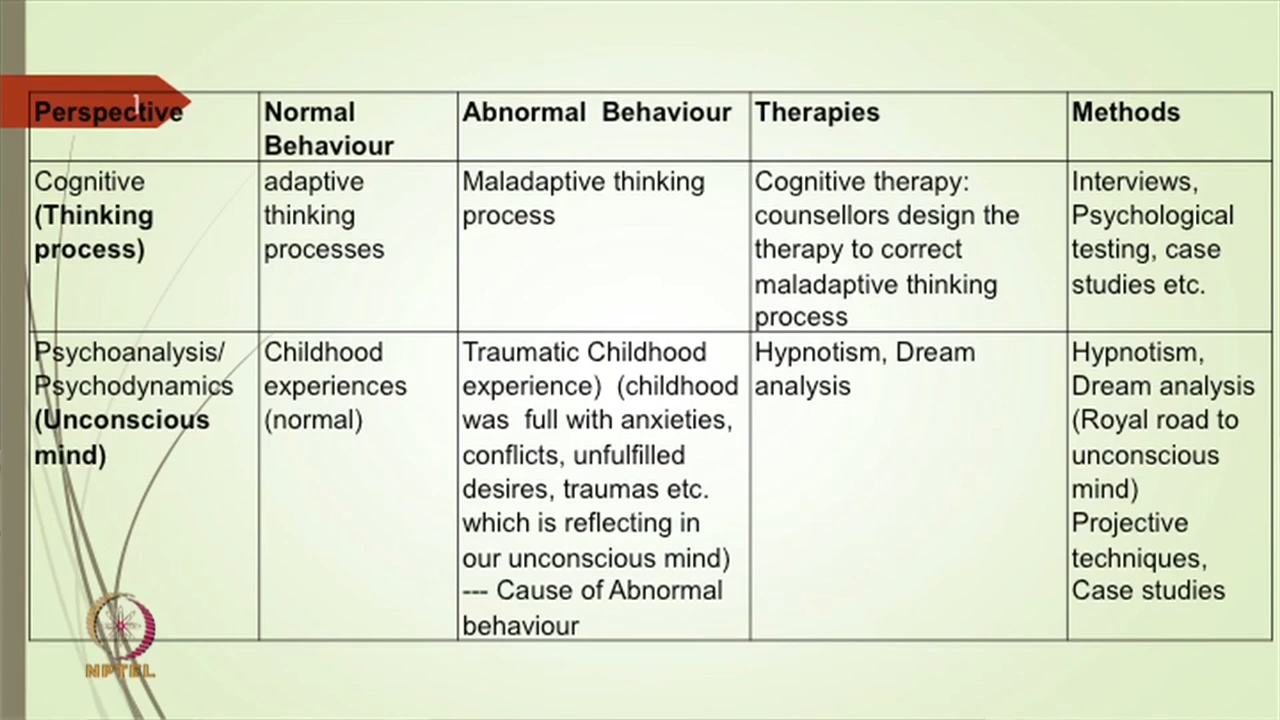 1
Perspective
Normal
Behaviour
Abnormal Behaviour
Therapies
Methods
Cognitive
(Thinking
process)
adaptive
thinking
processes
Maladaptive thinking
process
Cognitive therapy:
counsellors design the
therapy to correct
maladaptive thinking
process
Interviews,
Psychological
testing, case
studies etc.
Psychoanalysis/
Psychodynamics
(Unconscious
mind)
Childhood
experiences
(normal)
Traumatic Childhood
experience) (childhood
was full with anxieties,
conflicts, unfulfilled
desires, traumas etc.
which is reflecting in
our unconscious mind)
--- Cause of Abnormal
behaviour
Hypnotism, Dream
analysis
Hypnotism,
Dream analysis
(Royal road to
unconscious
mind)
Projective
techniques,
Case studies
NPTEL